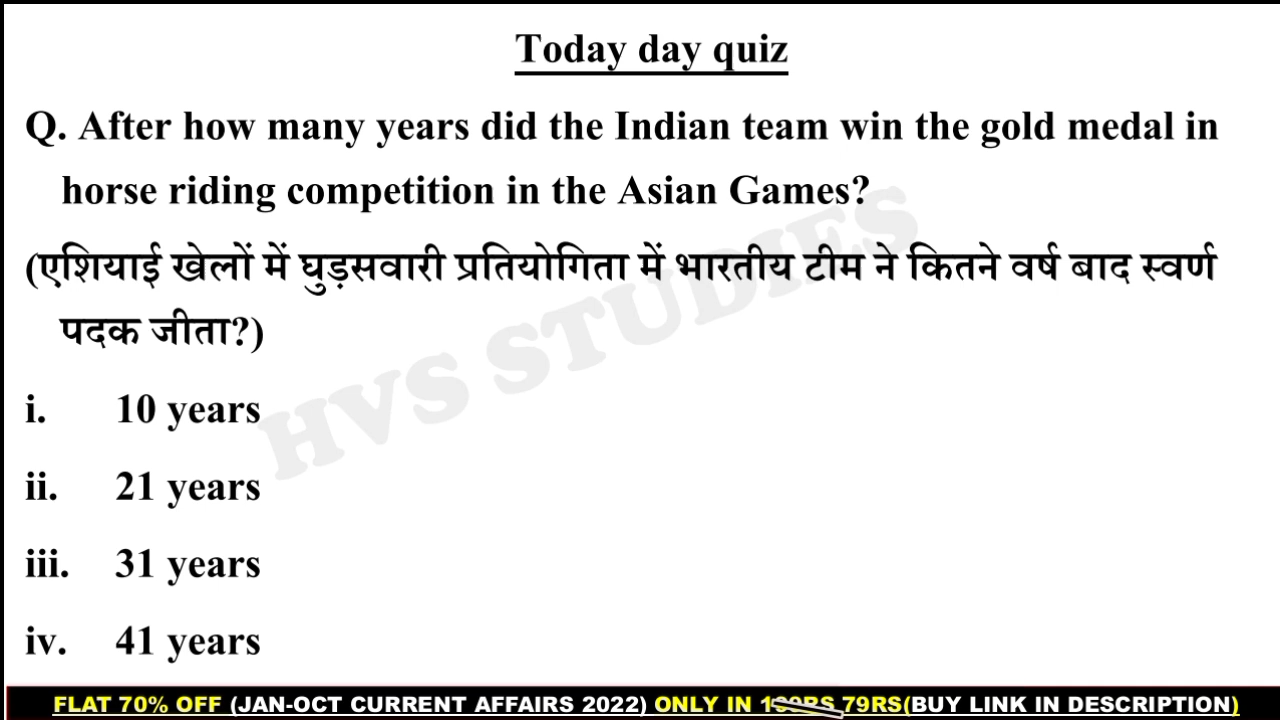 Today day quiz
Q. After how many years did the Indian team win the gold medal in
horse riding competition in the Asian Games?
(एशियाई खेलों में घुड़सवारी प्रतियोगिता में भारतीय टीम ने कितने वर्ष बाद स्वर्ण
पदक जीता?)
HVS STUDIES
i. 10 years
ii. 21 years
iii. 31 years
iv. 41 years
FLAT 70% OFF (JAN-OCT CURRENT AFFAIRS 2022) ONLY IN 79RS(BUY LINK IN DESCRIPTION)